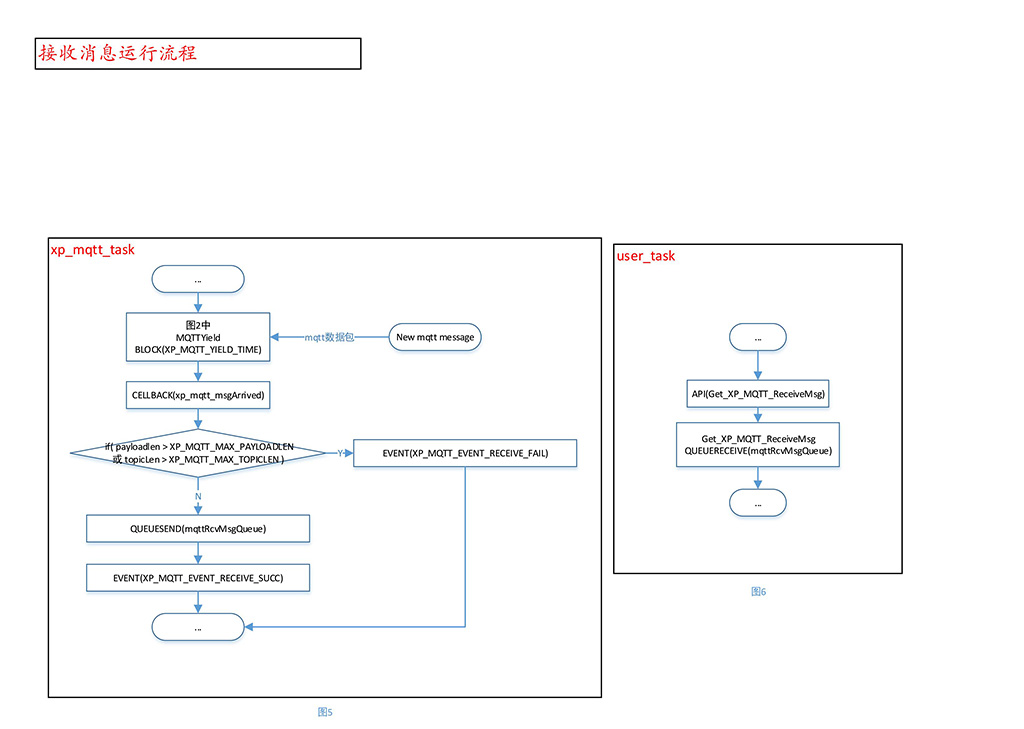 接收消息运行流程
xp_mqtt_task
...
图2中
MQTTYield
BLOCK(XP_MQTT_YIELD_TIME)
mqtt数据包
New mqtt message
CELLBACK(xp_mqtt_msgArrived)
if( payloadlen > XP_MQTT_MAX_PAYLOADLEN
或 topicLen > XP_MQTT_MAX_TOPICLEN )
Y
EVENT(XP_MQTT_EVENT_RECEIVE_FAIL)
N
QUEUESEND(mqttRcvMsgQueue)
EVENT(XP_MQTT_EVENT_RECEIVE_SUCC)
...
图5
user_task
...
API(Get_XP_MQTT_ReceiveMsg)
Get_XP_MQTT_ReceiveMsg
QUEUERECEIVE(mqttRcvMsgQueue)
...
图6